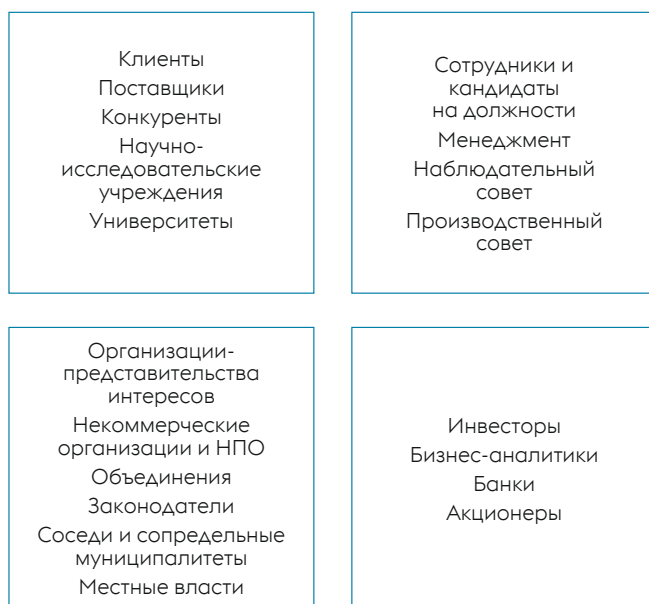 Клиенты
Поставщики
Конкуренты
Научно-
исследовательские
учреждения
Университеты
Сотрудники и
кандидаты
на должности
Менеджмент
Наблюдательный
совет
Производственный
совет
Организации-
представительства
интересов
Некоммерческие
организации и НПО
Объединения
Законодатели
Соседи и сопредельные
муниципалитеты
Местные власти
Инвесторы
Бизнес-аналитики
Банки
Акционеры